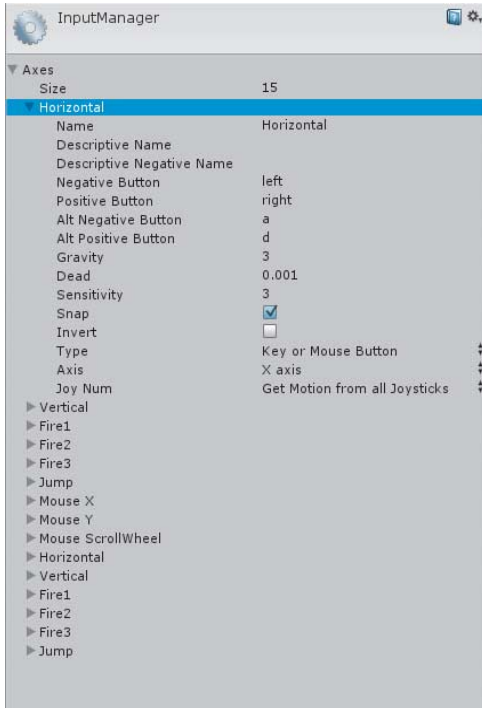 InputManager
Axes
Size 15
Horizontal
Name Horizontal
Descriptive Name
Descriptive Negative Name
Negative Button left
Positive Button right
Alt Negative Button a
Alt Positive Button d
Gravity 3
Dead 0.001
Sensitivity 3
Snap
Invert
Type Key or Mouse Button
Axis X axis
Joy Num Get Motion from all Joysticks
Vertical
Fire1
Fire2
Fire3
Jump
Mouse X
Mouse Y
Mouse ScrollWheel
Horizontal
Vertical
Fire1
Fire2
Fire3
Jump